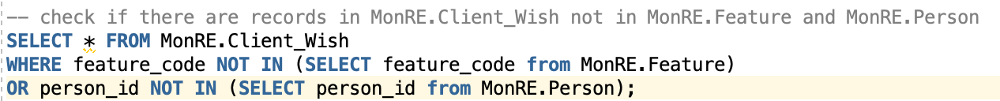 -- check if there are records in MonRE.Client_Wish not in MonRE.Feature and MonRE.Person
SELECT * FROM MonRE.Client_Wish
WHERE feature_code NOT IN (SELECT feature_code from MonRE.Feature)
OR person_id NOT IN (SELECT person_id from MonRE.Person);